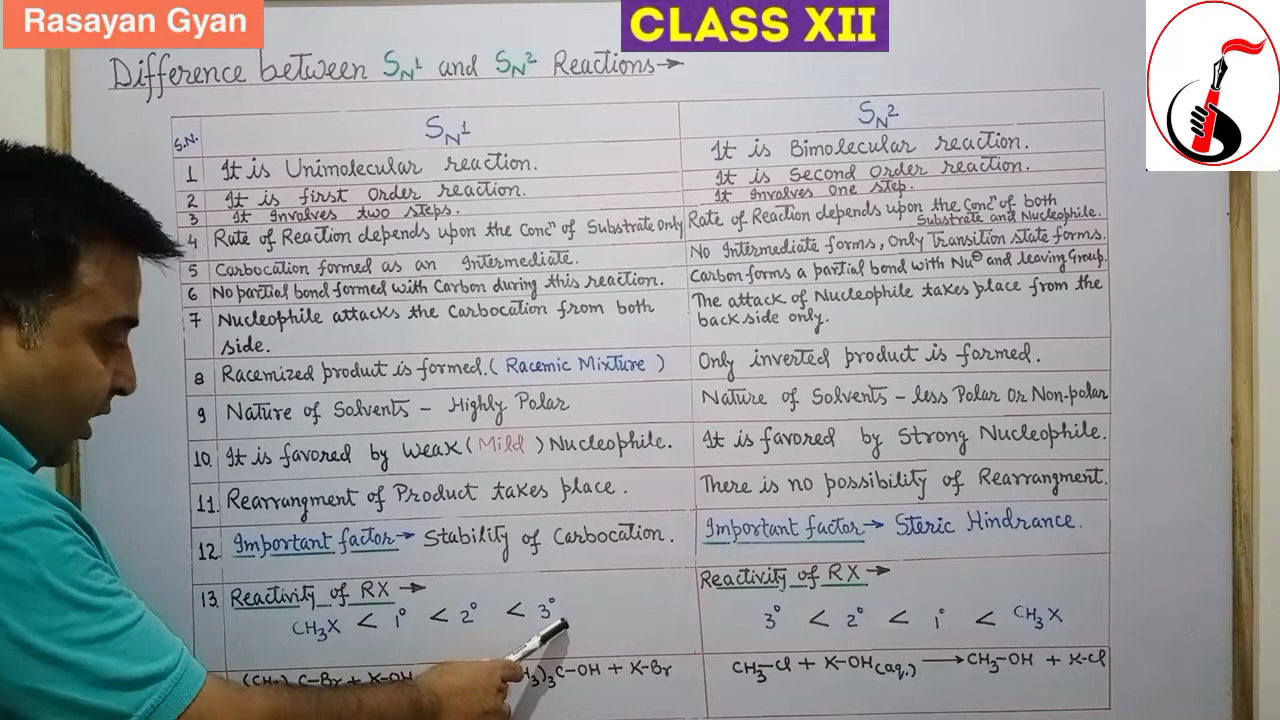 Rasayan Gyan
CLASS XII
Difference between SN1 and SN2 Reactions→
S.N.
SN1
SN2
1 It is Unimolecular reaction.
It is Bimolecular reaction.
2 It is first Order reaction.
It is Second Order reaction.
3 It Involves two steps.
It Involves one step.
4 Rate of Reaction depends upon the Concn of Substrate Only
Rate of Reaction depends upon the Concn of both
Substrate and Nucleophile.
5 Carbocation formed as an Intermediate.
No Intermediate forms, Only Transition state forms.
6 No partial bond formed with Carbon during this reaction.
Carbon forms a partial bond with Nu⊖ and leaving Group.
7 Nucleophile attacks the Carbocation from both
side.
The attack of Nucleophile takes place from the
back side only.
8 Racemized product is formed. ( Racemic Mixture )
Only inverted product is formed.
9 Nature of Solvents - Highly Polar
Nature of Solvents - less Polar Or Non-polar
10. It is favored by Weak (Mild) Nucleophile.
It is favored by Strong Nucleophile.
11. Rearrangment of Product takes place.
There is no possibility of Rearrangment.
12. Important factor → Stability of Carbocation.
Important factor → Steric Hindrance.
13. Reactivity of RX →
CH3X < 1° < 2° < 3°
Reactivity of RX →
3° < 2° < 1° < CH3X
C-Br + K-OH
)3C-OH + K-Br
CH3-Cl + K-OH(aq.) → CH3-OH + K-Cl